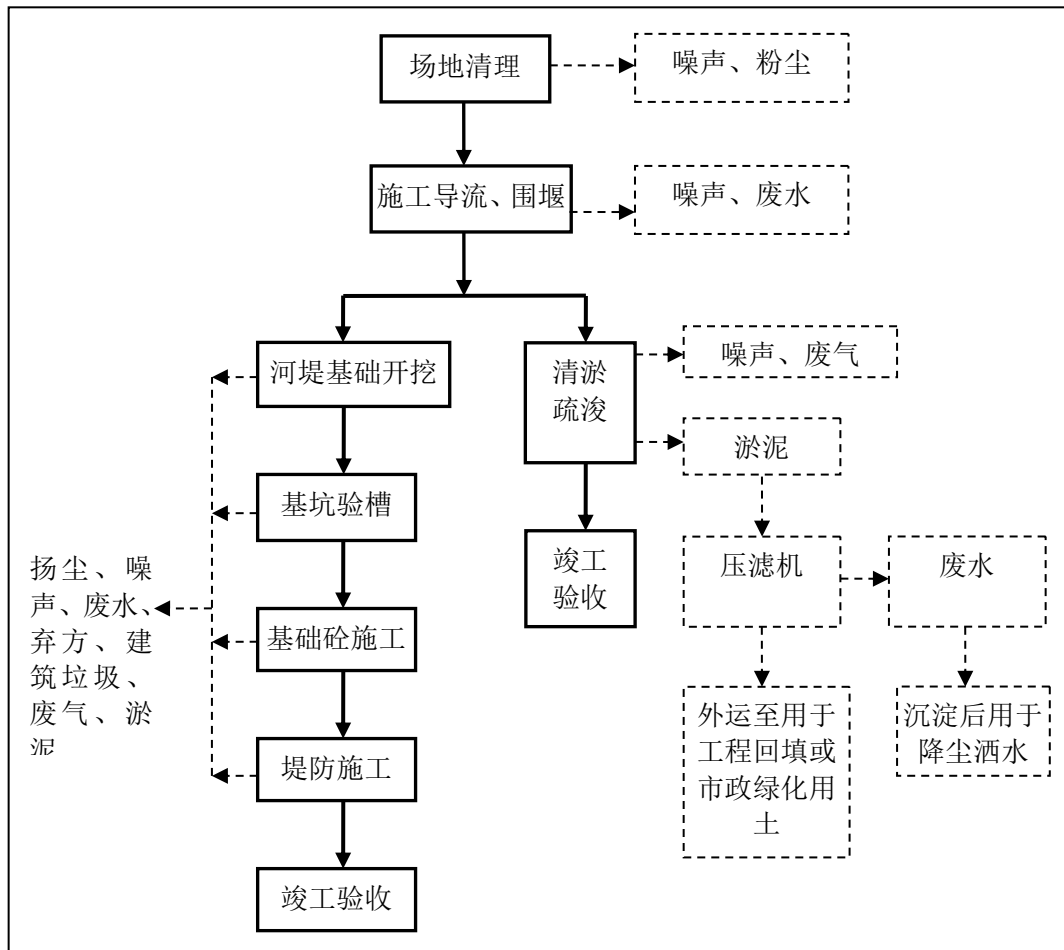 场地清理
噪声、粉尘
施工导流、围堰
噪声、废水
河堤基础开挖
清淤
疏浚
噪声、废气
淤泥
基坑验槽
竣工
验收
压滤机
废水
扬尘、噪
声、废水、
弃方、建
筑垃圾、
废气、淤
泥
基础砼施工
外运至用于
工程回填或
市政绿化用
土
沉淀后用于
降尘洒水
堤防施工
竣工验收